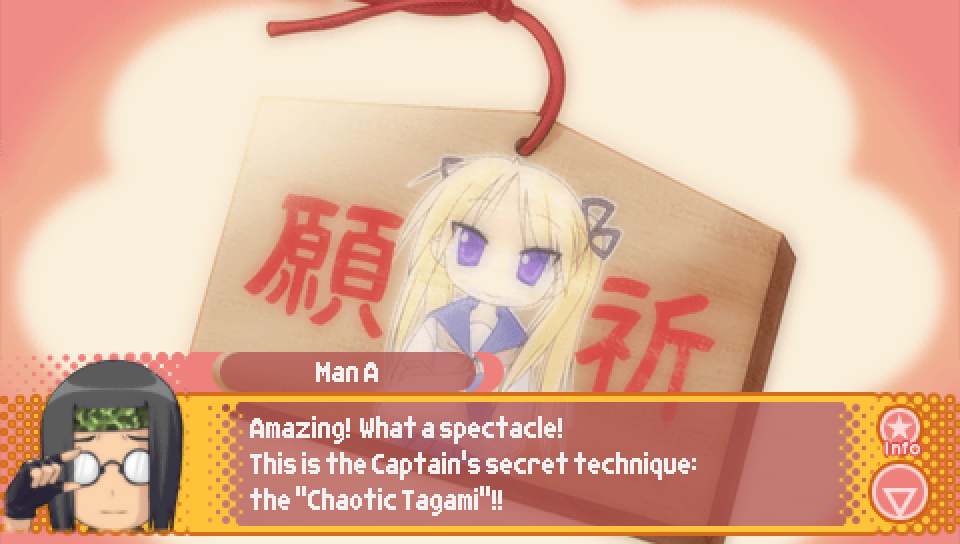 願
祈
Man A
Amazing! What a spectacle!
This is the Captain's secret technique:
the "Chaotic Tagami"!!
Info